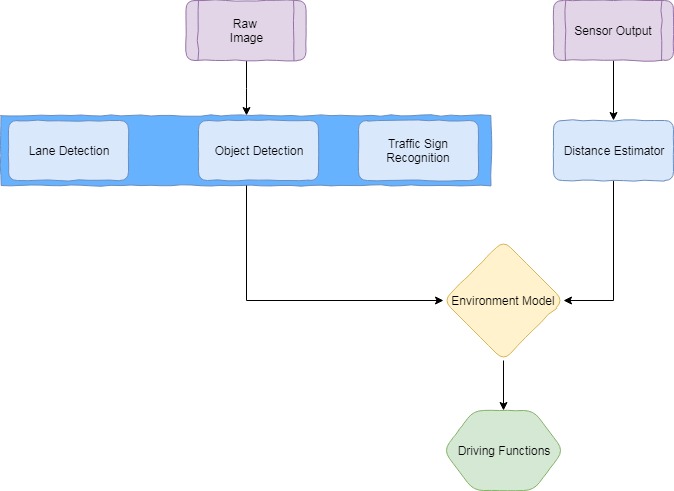 Raw
Image
Sensor Output
Lane Detection
Object Detection
Traffic Sign
Recognition
Distance Estimator
Environment Model
Driving Functions